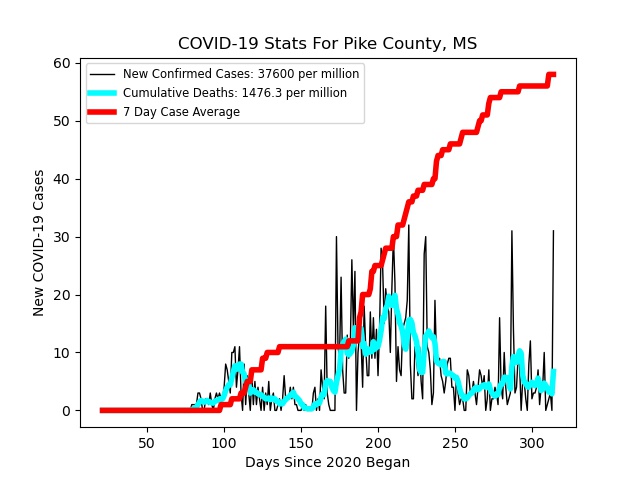 COVID-19 Stats For Pike County, MS
New Confirmed Cases: 37600 per million
Cumulative Deaths: 1476.3 per million
7 Day Case Average
60
50
40
30
20
10
0
New COVID-19 Cases
50 100 150 200 250 300
Days Since 2020 Began